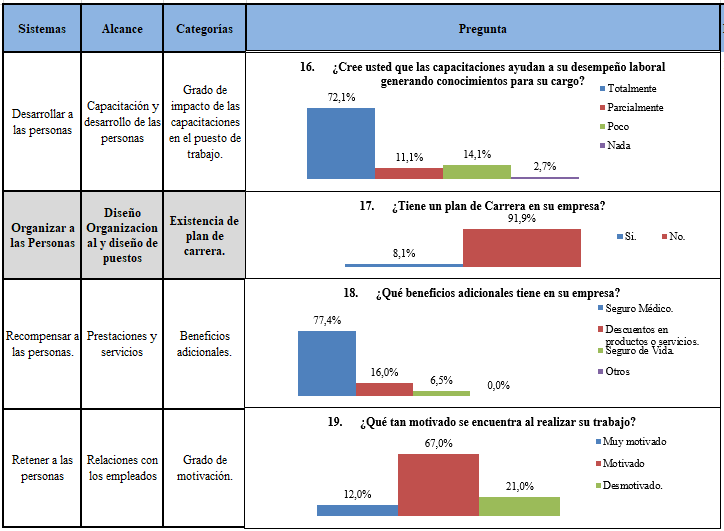 Sistemas
Alcance
Categorías
Pregunta
Desarrollar a
las personas
Capacitación y
desarrollo de las
personas
Grado de
impacto de las
capacitaciones
en el puesto de
trabajo.
16. ¿Cree usted que las capacitaciones ayudan a su desempeño laboral
generando conocimientos para su cargo?
72,1%
11,1%
14,1%
2,7%
Totalmente
Parcialmente
Poco
Nada
Organizar a
las Personas
Diseño
Organizacion
al y diseño de
puestos
Existencia de
plan de
carrera.
17. ¿Tiene un plan de Carrera en su empresa?
8,1%
91,9%
Si.
No.
Recompensar a
las personas.
Prestaciones y
servicios
Beneficios
adicionales.
18. ¿Qué beneficios adicionales tiene en su empresa?
77,4%
16,0%
6,5%
0,0%
Seguro Médico.
Descuentos en
productos o servicios.
Seguro de Vida.
Otros
Retener a las
personas
Relaciones con
los empleados
Grado de
motivación.
19. ¿Qué tan motivado se encuentra al realizar su trabajo?
12,0%
67,0%
21,0%
Muy motivado
Motivado
Desmotivado.